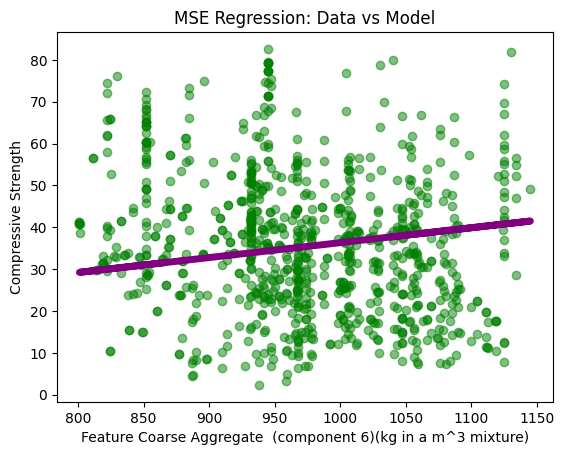 MSE Regression: Data vs Model
Compressive Strength
80
70
60
50
40
30
20
10
0
800 850 900 950 1000 1050 1100 1150
Feature Coarse Aggregate  (component 6)(kg in a m^3 mixture)